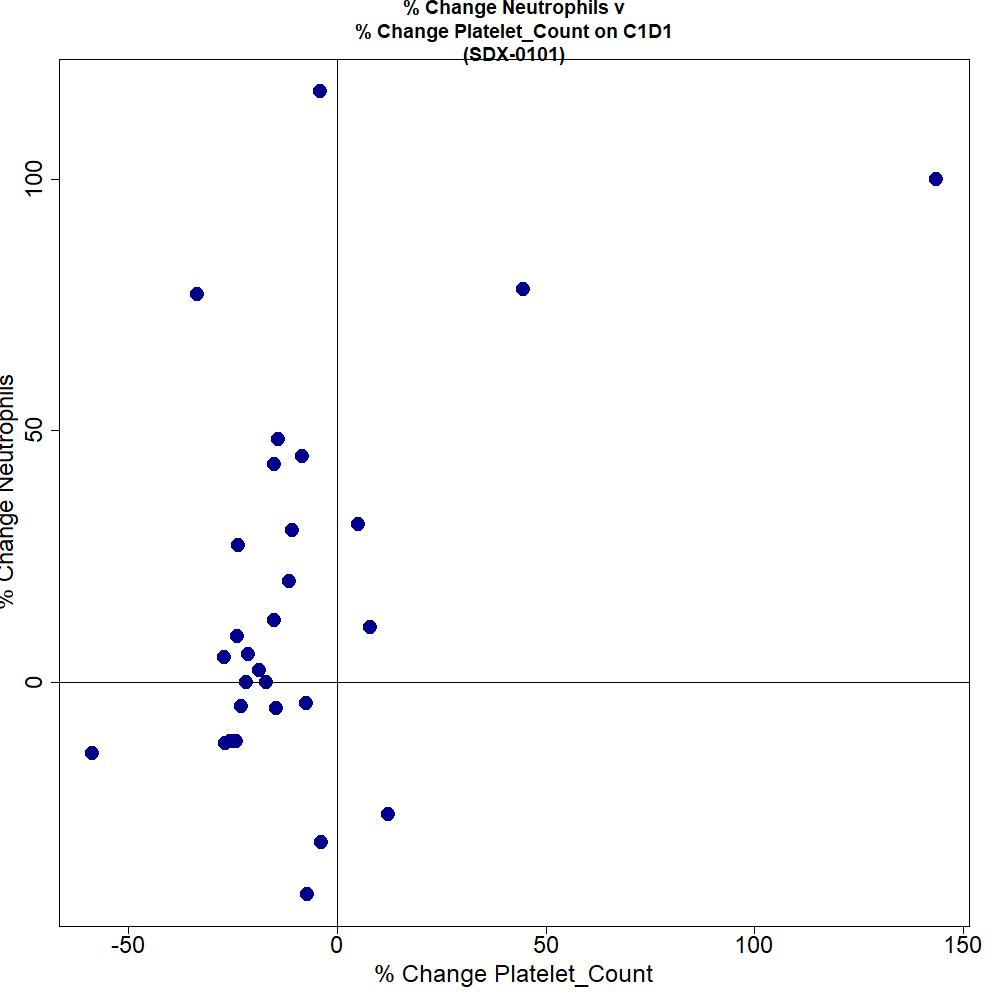 % Change Neutrophils v
% Change Platelet_Count on C1D1
(SDX-0101)
% Change Neutrophils
100
50
0
-50
0
50
100
150
% Change Platelet_Count